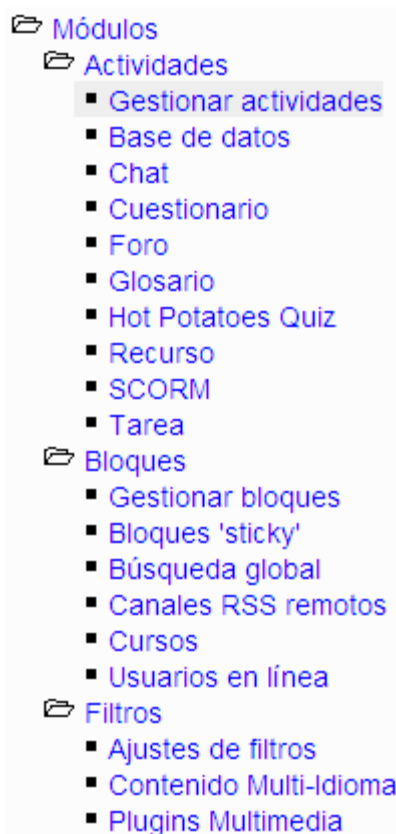 Módulos
Actividades
Gestionar actividades
Base de datos
Chat
Cuestionario
Foro
Glosario
Hot Potatoes Quiz
Recurso
SCORM
Tarea
Bloques
Gestionar bloques
Bloques 'sticky'
Búsqueda global
Canales RSS remotos
Cursos
Usuarios en línea
Filtros
Ajustes de filtros
Contenido Multi-Idioma
Plugins Multimedia